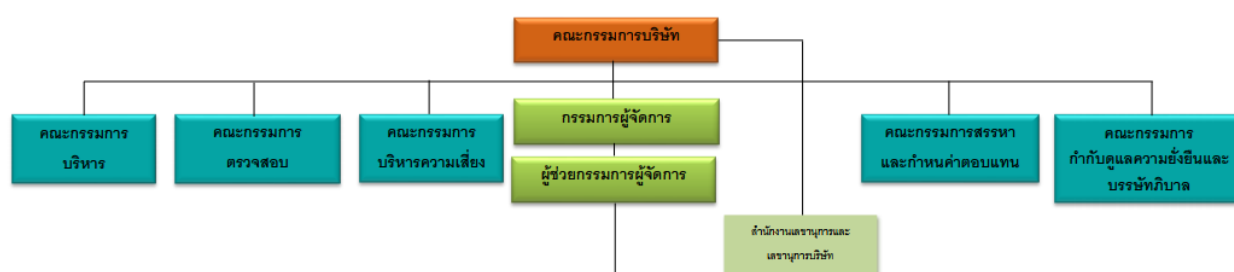 คณะกรรมการบริษัท
คณะกรรมการ
บริหาร
คณะกรรมการ
ตรวจสอบ
คณะกรรมการ
บริหารความเสี่ยง
กรรมการผู้จัดการ
ผู้ช่วยกรรมการผู้จัดการ
คณะกรรมการสรรหา
และกำหนดค่าตอบแทน
คณะกรรมการ
กำกับดูแลความยั่งยืนและ
บรรษัทภิบาล
สำนักงานเลขานุการและ
เลขานุการบริษัท